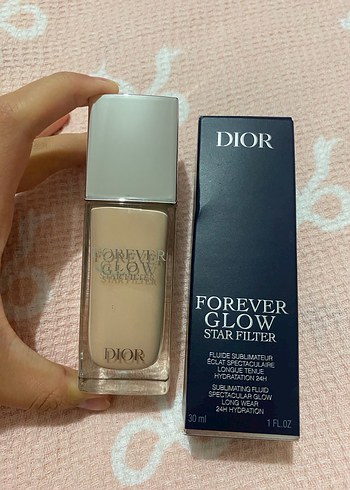 FOREVER
GLOW
STAR FILTER
DIOR
DIOR
FOREVER
GLOW
STAR FILTER
FLUIDE SUBLIMATEUR
ÉCLAT SPECTACULAIRE
LONGUE TENUE
HYDRATATION 24H
SUBLIMATING FLUID
SPECTACULAR GLOW
LONG WEAR
24H HYDRATION
30 ml 1 FL.OZ